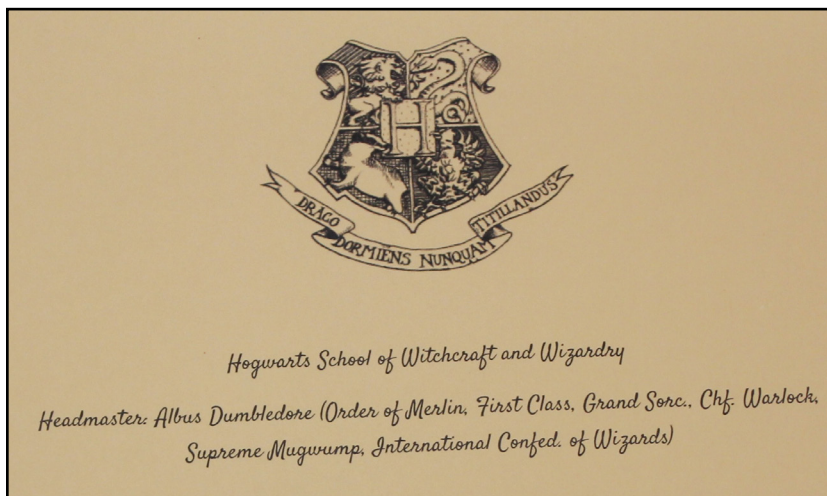 H
DRACO
DORMIENS NUNQUAM
TITILLANDUS
Hogwarts School of Witchcraft and Wizardry
Headmaster: Albus Dumbledore (Order of Merlin, First Class, Grand Sorc., Chf. Warlock,
Supreme Mugwump, International Confed. of Wizards)